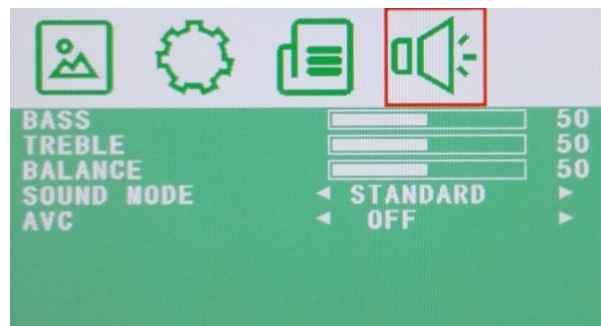 BASS 50
TREBLE 50
BALANCE 50
SOUND MODE ◄ STANDARD ►
AVC ◄ OFF ►